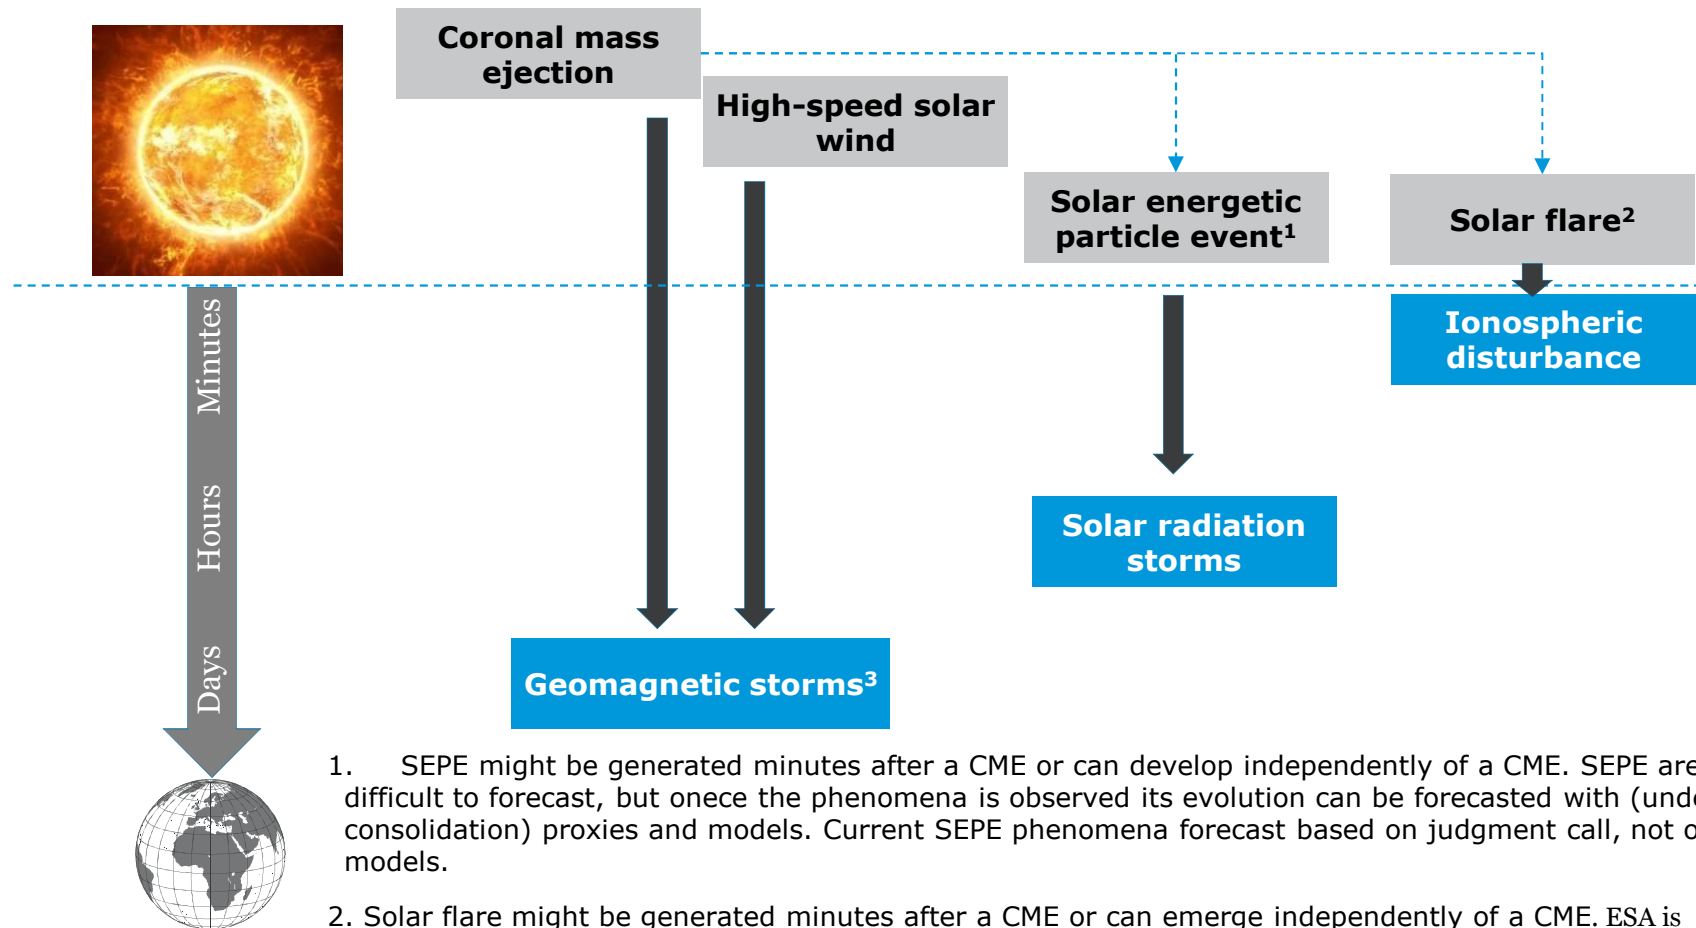 Coronal mass
ejection
High-speed solar
wind
Solar energetic
particle event¹
Solar flare²
Ionospheric
disturbance
Solar radiation
storms
Geomagnetic storms³
Minutes
Hours
Days
1. SEPE might be generated minutes after a CME or can develop independently of a CME. SEPE are
difficult to forecast, but onece the phenomena is observed its evolution can be forecasted with (unde
consolidation) proxies and models. Current SEPE phenomena forecast based on judgment call, not o
models.
2. Solar flare might be generated minutes after a CME or can emerge independently of a CME. ESA is